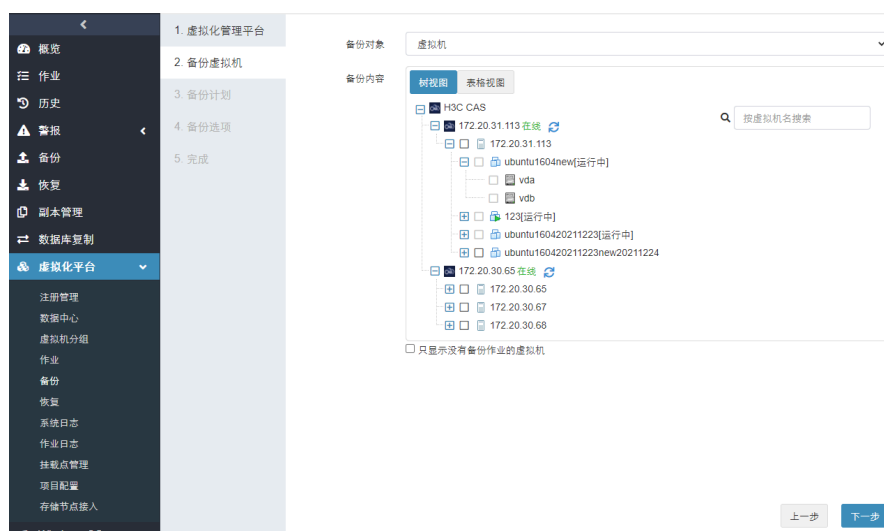 概览
作业
历史
警报
备份
恢复
副本管理
数据库复制
虚拟化平台
注册管理
数据中心
虚拟机分组
作业
备份
恢复
系统日志
作业日志
挂载点管理
项目配置
存储节点接入
1. 虚拟化管理平台
2. 备份虚拟机
3. 备份计划
4. 备份选项
5. 完成
备份对象
虚拟机
备份内容
树视图 表格视图
H3C CAS
按虚拟机名搜索
172.20.31.113 在线
172.20.31.113
ubuntu1604new[运行中]
vda
vdb
123[运行中]
ubuntu160420211223[运行中]
ubuntu160420211223new20211224
172.20.30.65 在线
172.20.30.65
172.20.30.67
172.20.30.68
只显示没有备份作业的虚拟机
上一步 下一步